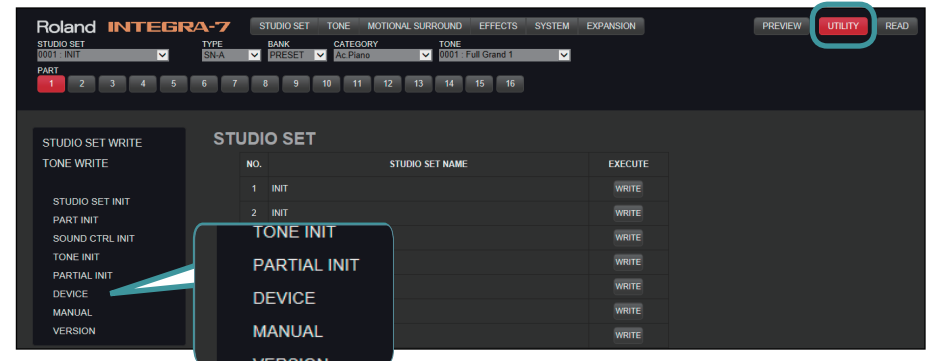 Roland INTEGRA-7 STUDIO SET TONE MOTIONAL SURROUND EFFECTS SYSTEM EXPANSION PREVIEW UTILITY READ
STUDIO SET TYPE BANK CATEGORY TONE
0001 : INIT SN-A PRESET Ac.Piano 0001 : Full Grand 1
PART
1 2 3 4 5 6 7 8 9 10 11 12 13 14 15 16
STUDIO SET WRITE
TONE WRITE
STUDIO SET INIT
PART INIT
SOUND CTRL INIT
TONE INIT
PARTIAL INIT
DEVICE
MANUAL
VERSION
STUDIO SET
NO. STUDIO SET NAME EXECUTE
1 INIT WRITE
2 INIT WRITE
WRITE
WRITE
WRITE
WRITE
WRITE
TONE INIT
PARTIAL INIT
DEVICE
MANUAL
VERSION